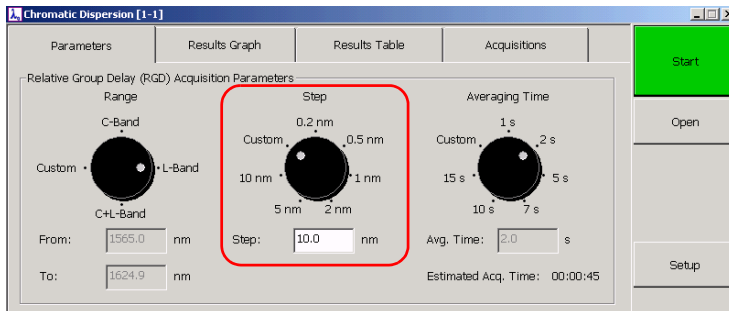 Chromatic Dispersion [1-1]
Parameters
Results Graph
Results Table
Acquisitions
Start
Open
Setup
Relative Group Delay (RGD) Acquisition Parameters
Range
C-Band
Custom
L-Band
C+L-Band
From: 1565.0 nm
To: 1624.9 nm
Step
0.2 nm
Custom
0.5 nm
10 nm
1 nm
5 nm
2 nm
Step: 10.0 nm
Averaging Time
1 s
Custom
2 s
15 s
5 s
10 s
7 s
Avg. Time: 2.0 s
Estimated Acq. Time: 00:00:45